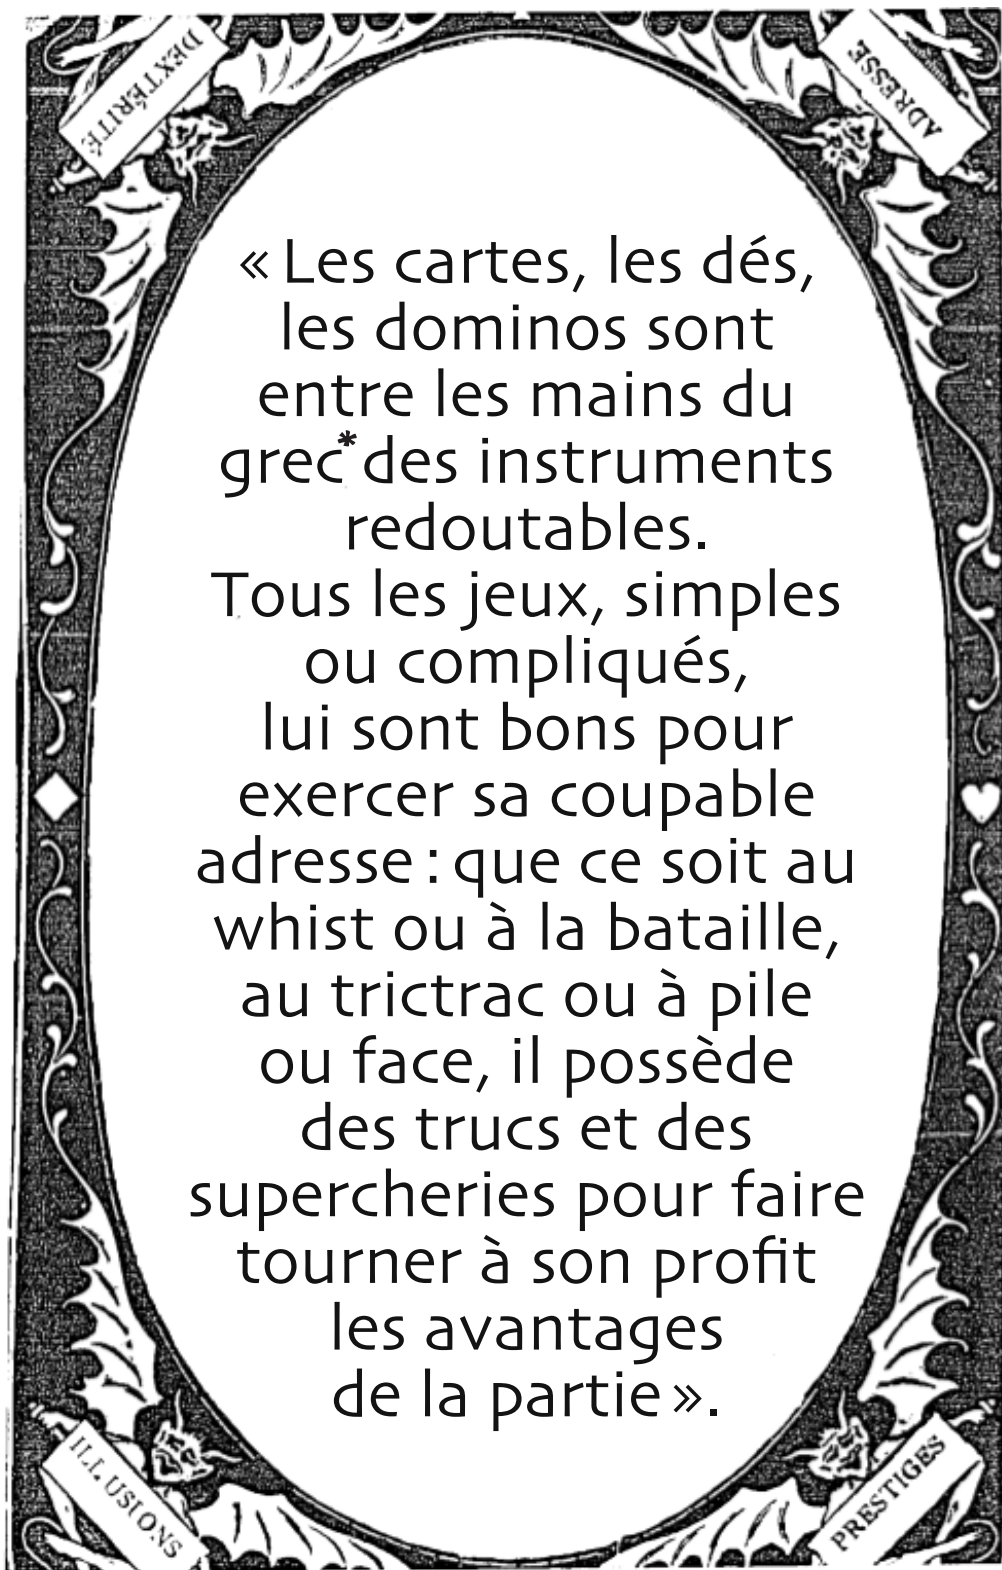 DEXTÉRITÉ
ADRESSE
« Les cartes, les dés,
les dominos sont
entre les mains du
grec* des instruments
redoutables.
Tous les jeux, simples
ou compliqués,
lui sont bons pour
exercer sa coupable
adresse : que ce soit au
whist ou à la bataille,
au trictrac ou à pile
ou face, il possède
des trucs et des
supercheries pour faire
tourner à son profit
les avantages
de la partie ».
ILLUSIONS
PRESTIGES